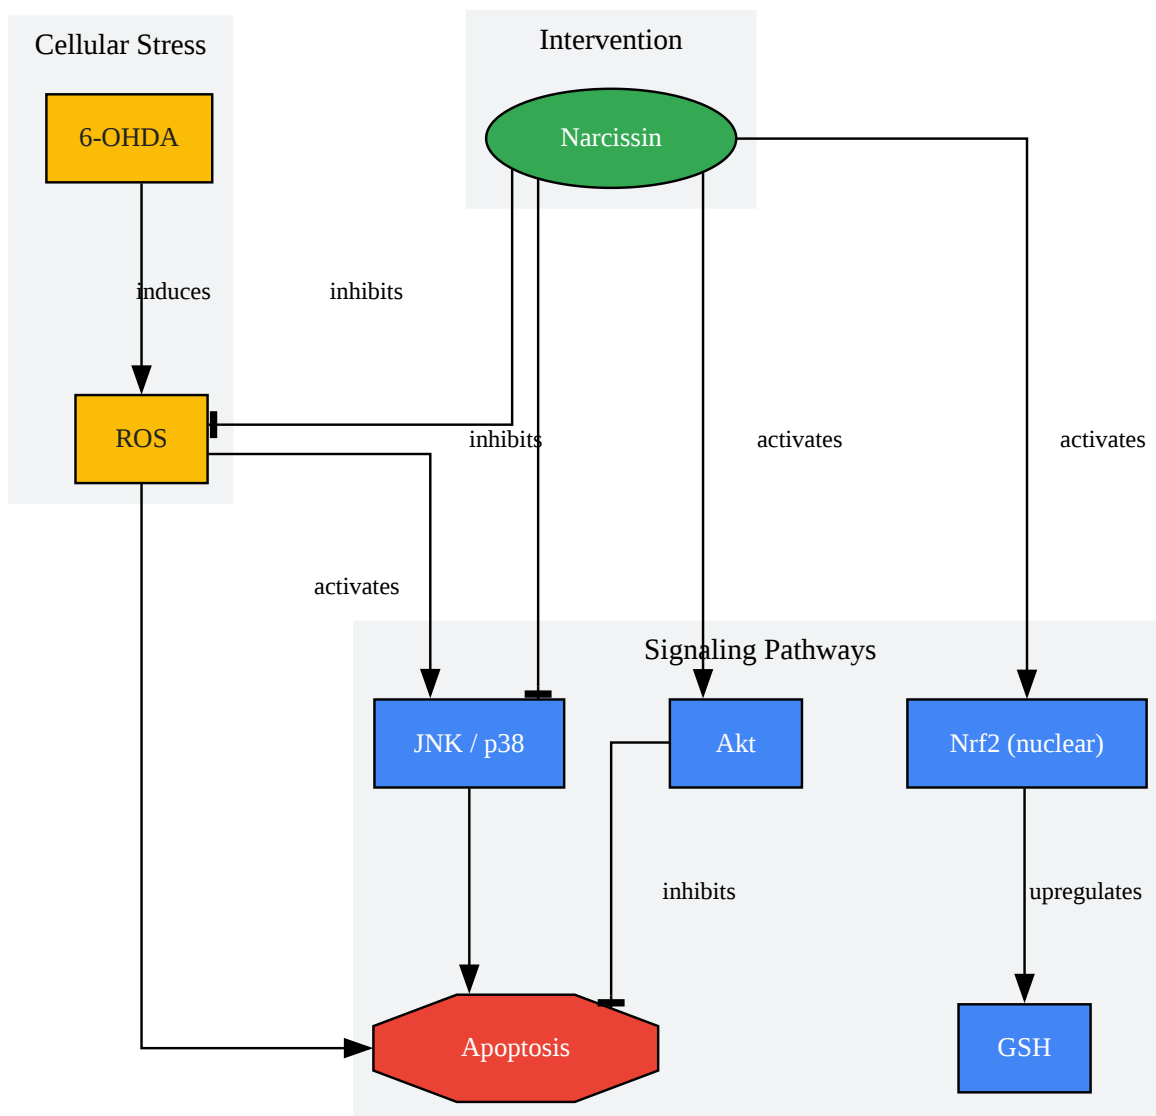 Cellular Stress
Intervention
6-OHDA
Narcissin
induces
inhibits
ROS
inhibits
activates
activates
activates
Signaling Pathways
JNK / p38
Akt
Nrf2 (nuclear)
inhibits
upregulates
Apoptosis
GSH